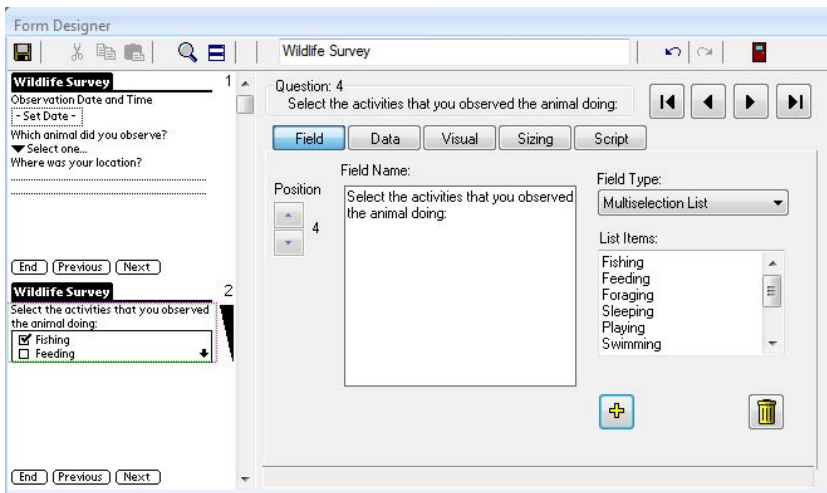 Form Designer
Wildlife Survey
Wildlife Survey 1
Observation Date and Time
- Set Date -
Which animal did you observe?
Select one...
Where was your location?
End Previous Next
Wildlife Survey 2
Select the activities that you observed
the animal doing:
Fishing
Feeding
End Previous Next
Question: 4
Select the activities that you observed the animal doing:
Field Data Visual Sizing Script
Position
4
Field Name:
Select the activities that you observed
the animal doing:
Field Type:
Multiselection List
List Items:
Fishing
Feeding
Foraging
Sleeping
Playing
Swimming